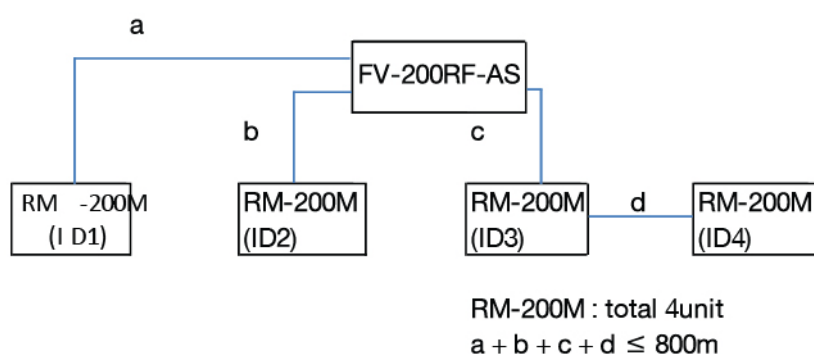 a
FV-200RF-AS
b
c
RM -200M
(I D1)
RM-200M
(ID2)
RM-200M
(ID3)
d
RM-200M
(ID4)
RM-200M : total 4unit
a + b + c + d ≤ 800m